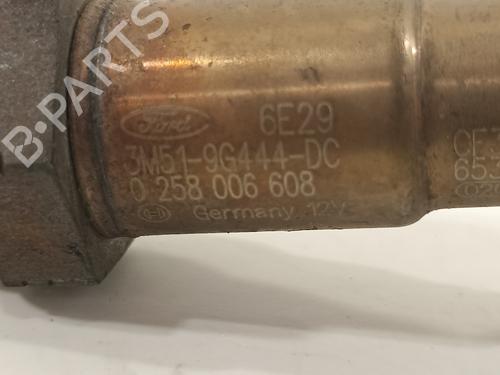 B-PARTS
Ford 6E29
3M51-9G444-DC
0 258 006 608
Germany 12V